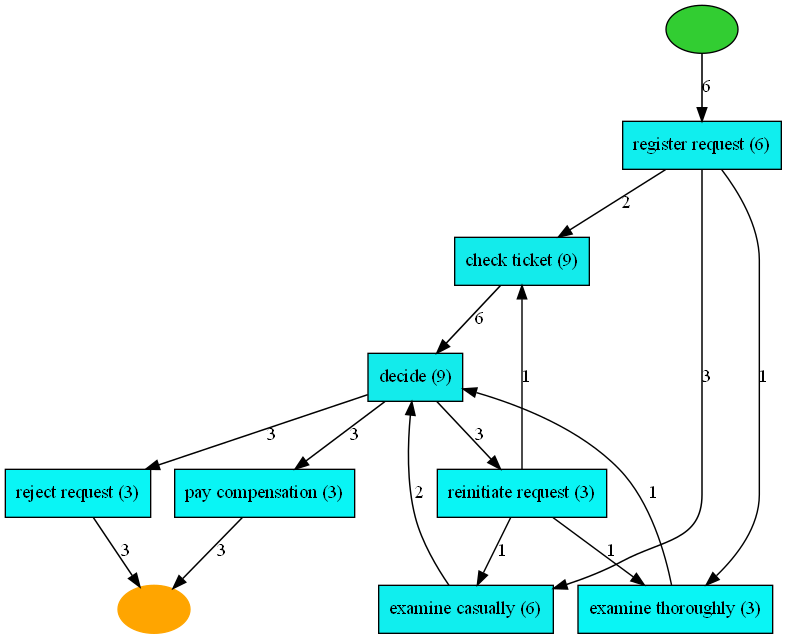 6
register request (6)
2
check ticket (9)
6
3
1
1
decide (9)
3
3
3
reject request (3)
pay compensation (3)
reinitiate request (3)
2
1
3
3
1
1
examine casually (6)
examine thoroughly (3)